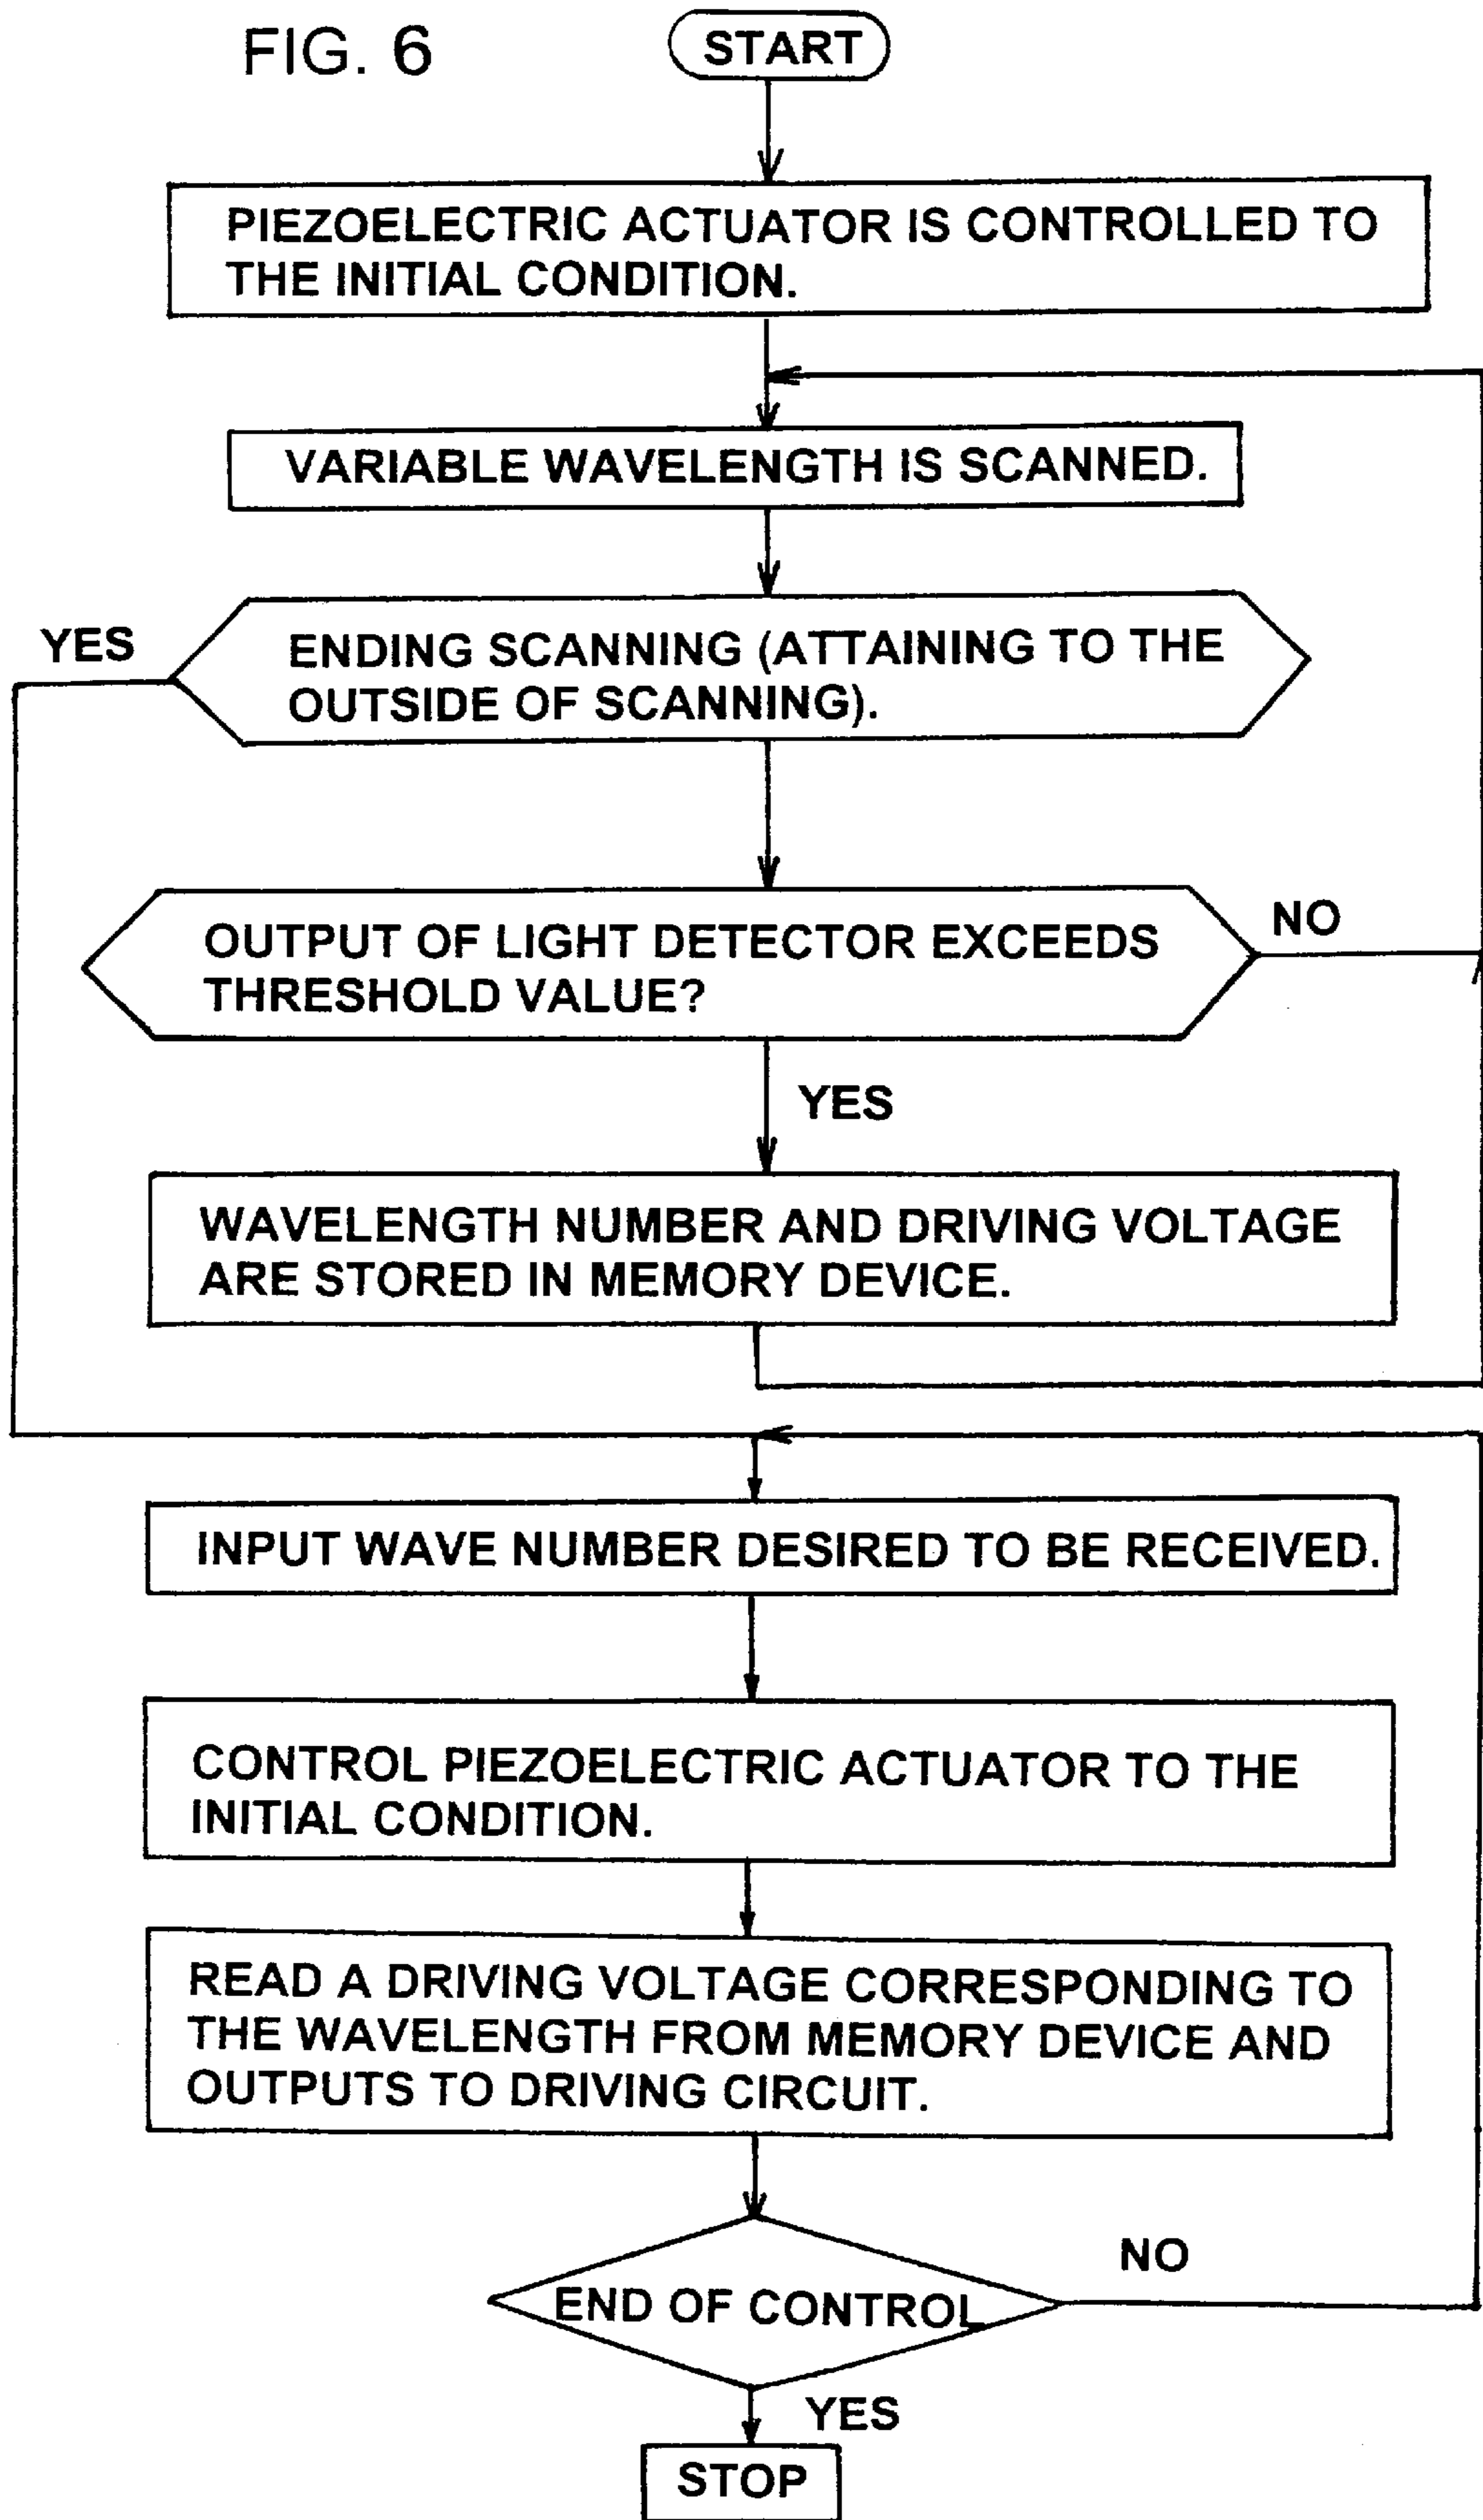 FIG. 6
START
PIEZOELECTRIC ACTUATOR IS CONTROLLED TO
THE INITIAL CONDITION.
VARIABLE WAVELENGTH IS SCANNED.
YES
ENDING SCANNING (ATTAINING TO THE
OUTSIDE OF SCANNING).
OUTPUT OF LIGHT DETECTOR EXCEEDS
THRESHOLD VALUE?
NO
YES
WAVELENGTH NUMBER AND DRIVING VOLTAGE
ARE STORED IN MEMORY DEVICE.
INPUT WAVE NUMBER DESIRED TO BE RECEIVED.
CONTROL PIEZOELECTRIC ACTUATOR TO THE
INITIAL CONDITION.
READ A DRIVING VOLTAGE CORRESPONDING TO
THE WAVELENGTH FROM MEMORY DEVICE AND
OUTPUTS TO DRIVING CIRCUIT.
NO
END OF CONTROL
YES
STOP